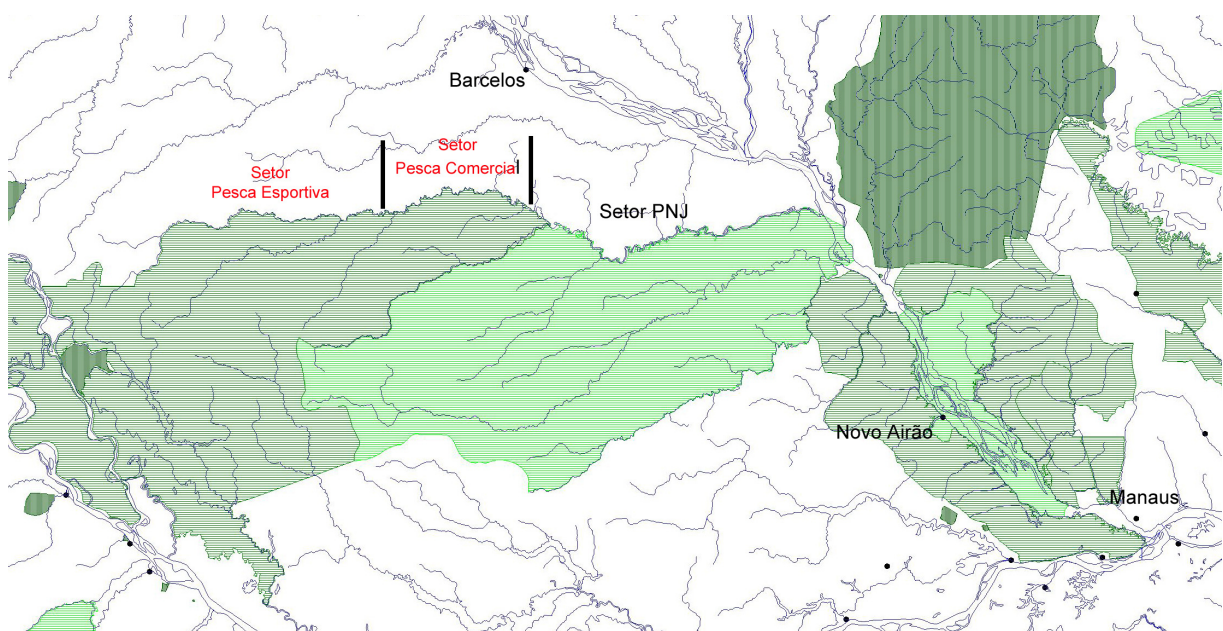 Barcelos
Setor
Pesca Comercial
Setor
Pesca Esportiva
Setor PNJ
Novo Airão
Manaus